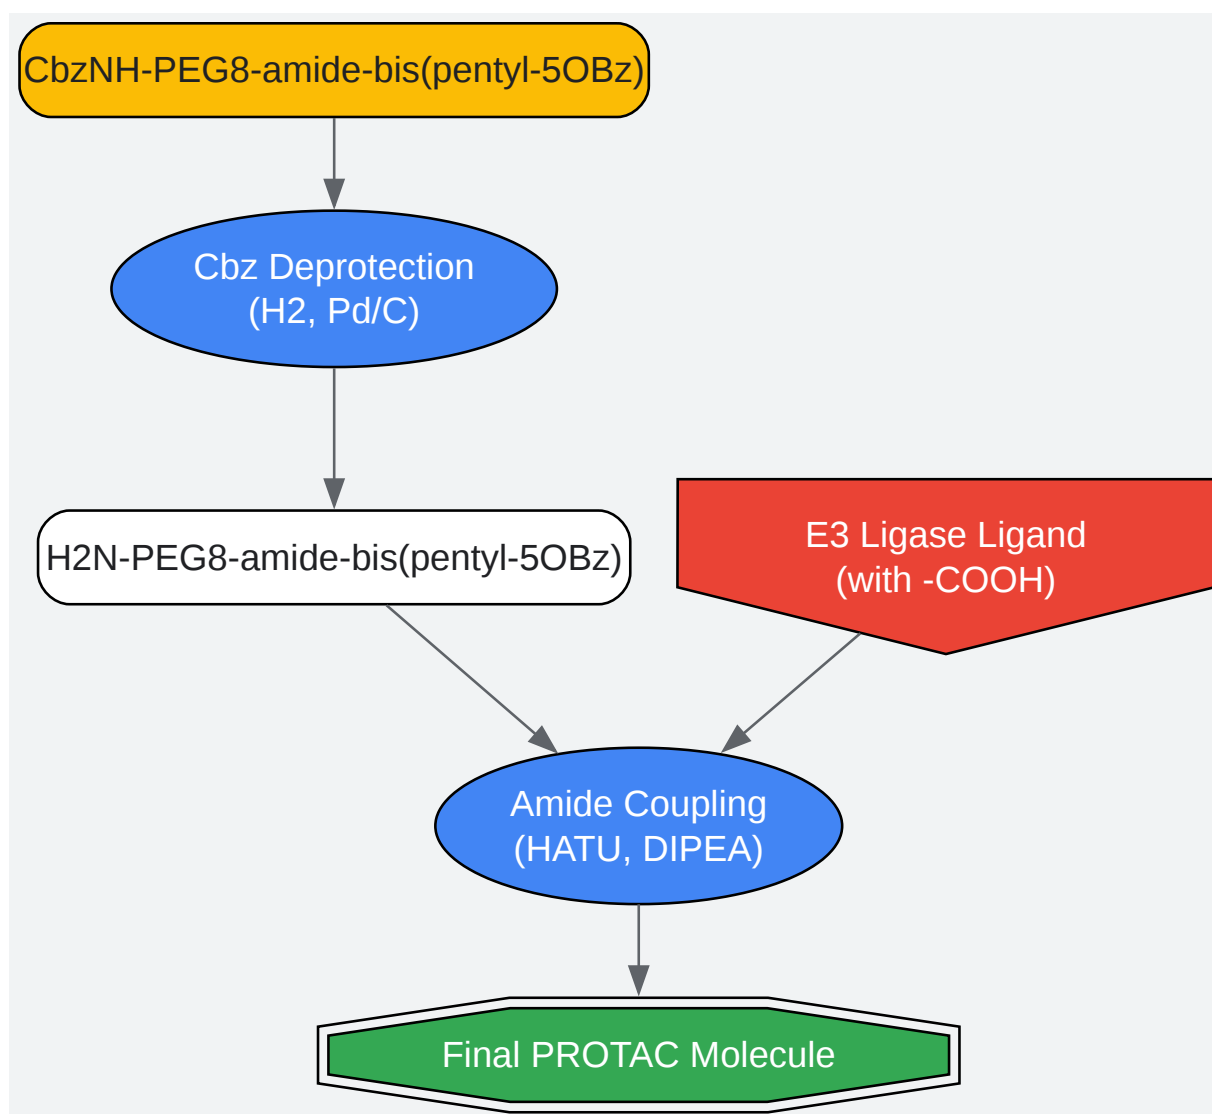 CbzNH-PEG8-amide-bis(pentyl-5OBz)
Cbz Deprotection
(H2, Pd/C)
H2N-PEG8-amide-bis(pentyl-5OBz)
E3 Ligase Ligand
(with -COOH)
Amide Coupling
(HATU, DIPEA)
Final PROTAC Molecule